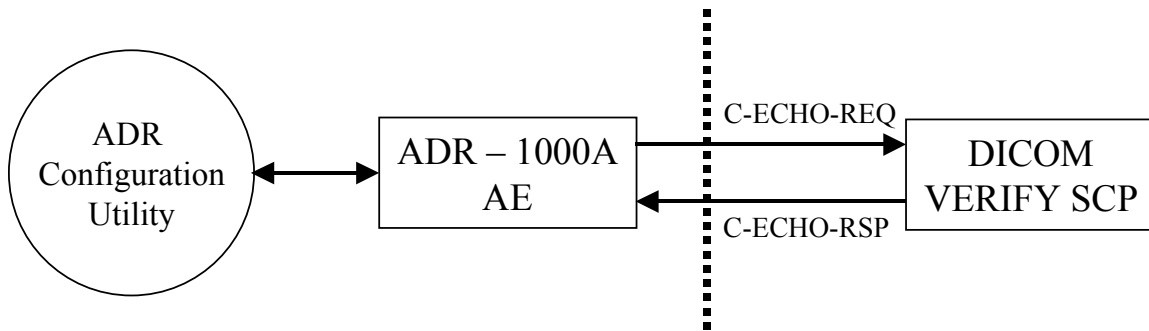 ADR
Configuration
Utility
ADR – 1000A
AE
C-ECHO-REQ
C-ECHO-RSP
DICOM
VERIFY SCP